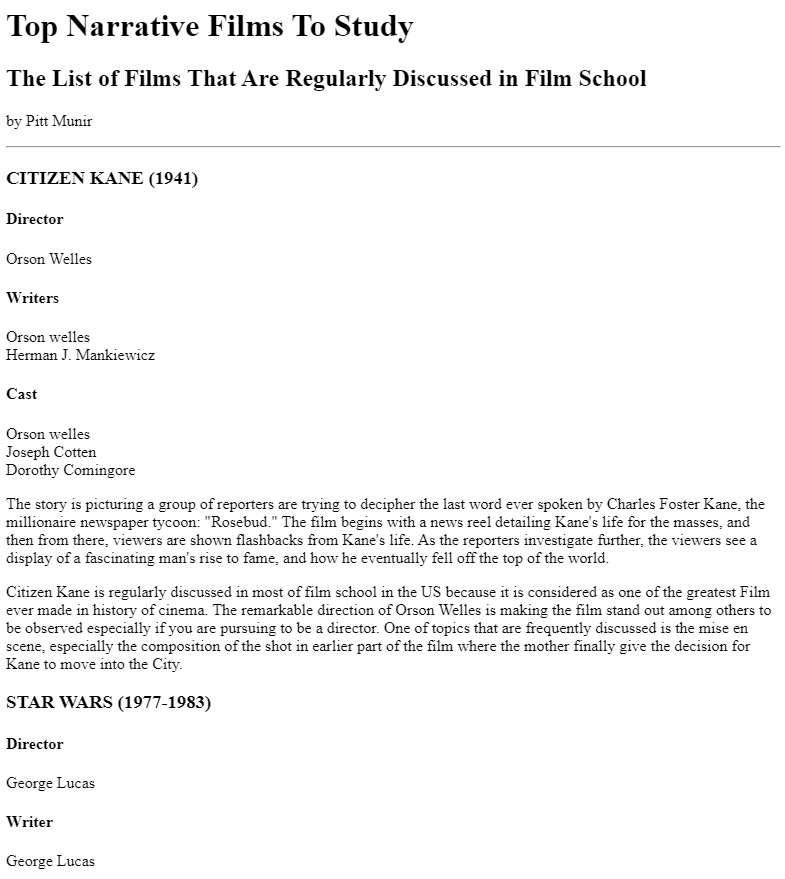 Top Narrative Films To Study
The List of Films That Are Regularly Discussed in Film School
by Pitt Munir
CITIZEN KANE (1941)
Director
Orson Welles
Writers
Orson welles
Herman J. Mankiewicz
Cast
Orson welles
Joseph Cotten
Dorothy Comingore
The story is picturing a group of reporters are trying to decipher the last word ever spoken by Charles Foster Kane, the
millionaire newspaper tycoon: "Rosebud." The film begins with a news reel detailing Kane's life for the masses, and
then from there, viewers are shown flashbacks from Kane's life. As the reporters investigate further, the viewers see a
display of a fascinating man's rise to fame, and how he eventually fell off the top of the world.
Citizen Kane is regularly discussed in most of film school in the US because it is considered as one of the greatest Film
ever made in history of cinema. The remarkable direction of Orson Welles is making the film stand out among others to
be observed especially if you are pursuing to be a director. One of topics that are frequently discussed is the mise en
scene, especially the composition of the shot in earlier part of the film where the mother finally give the decision for
Kane to move into the City.
STAR WARS (1977-1983)
Director
George Lucas
Writer
George Lucas